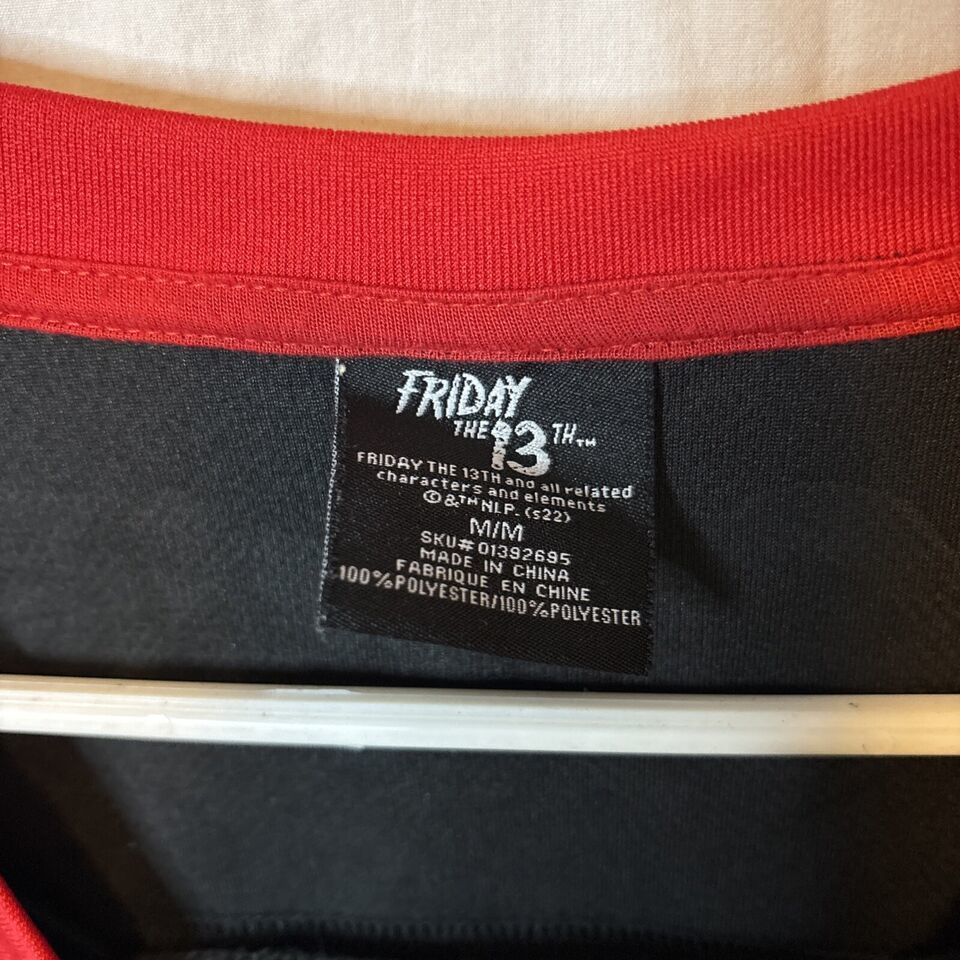 FRIDAY
THE 13TH™
FRIDAY THE 13TH and all related
characters and elements
©&™NLP. (s22)
M/M
SKU#01392695
MADE IN CHINA
FABRIQUE EN CHINE
100%POLYESTER/100%POLYESTER